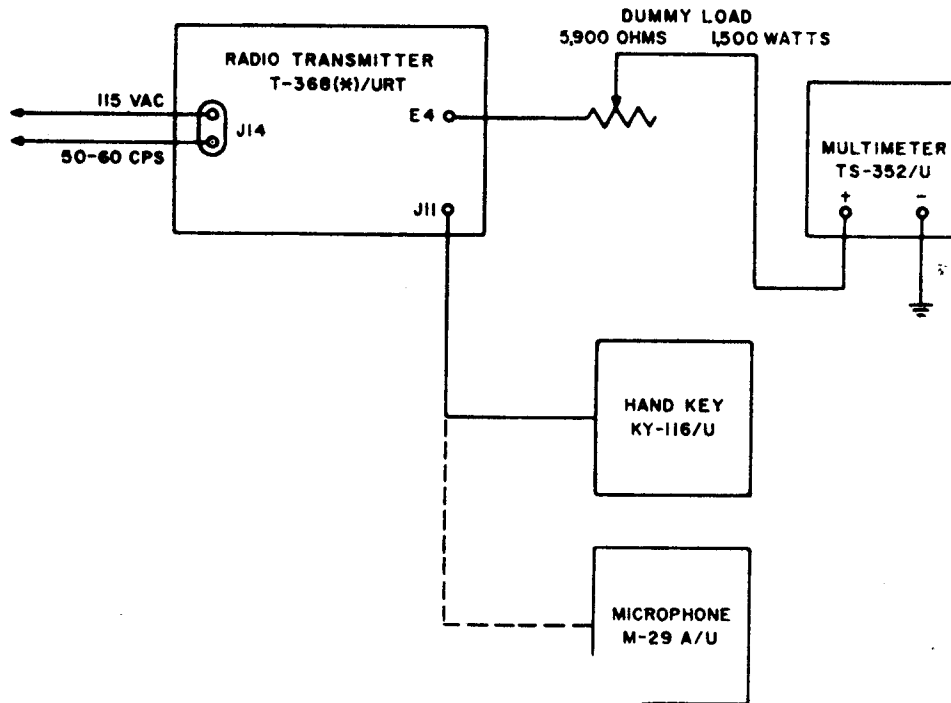 DUMMY LOAD
5,900 OHMS 1,500 WATTS
RADIO TRANSMITTER
T-368(*)/URT
115 VAC
J14
50-60 CPS
E4
J11
MULTIMETER
TS-352/U
+ -
HAND KEY
KY-116/U
MICROPHONE
M-29 A/U